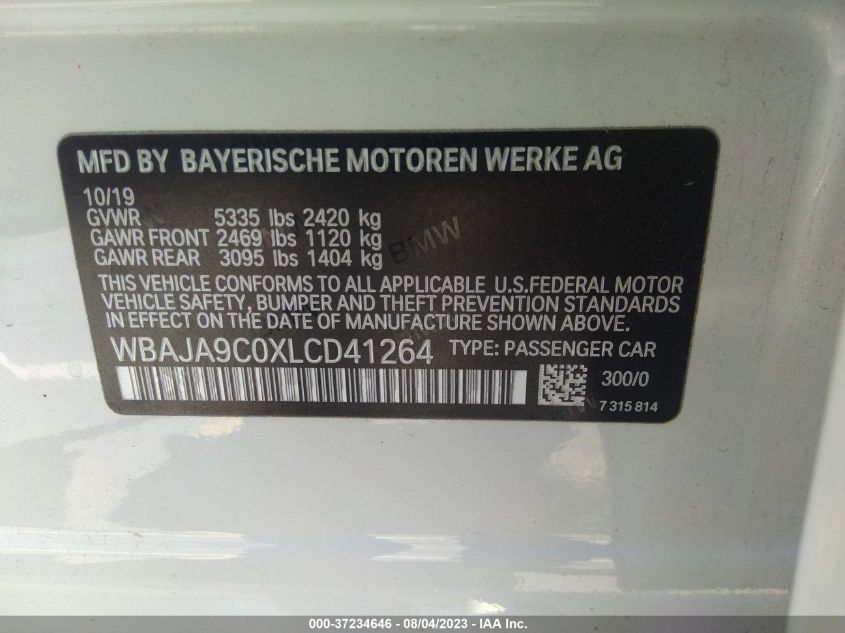 MFD BY BAYERISCHE MOTOREN WERKE AG
10/19
GVWR 5335 lbs 2420 kg
GAWR FRONT 2469 lbs 1120 kg
GAWR REAR 3095 lbs 1404 kg
BMW
THIS VEHICLE CONFORMS TO ALL APPLICABLE U.S.FEDERAL MOTOR
VEHICLE SAFETY, BUMPER AND THEFT PREVENTION STANDARDS
IN EFFECT ON THE DATE OF MANUFACTURE SHOWN ABOVE.
WBAJA9C0XLCD41264 TYPE: PASSENGER CAR
300/0
7 315 814
000-37234646 - 08/04/2023 - IAA Inc.